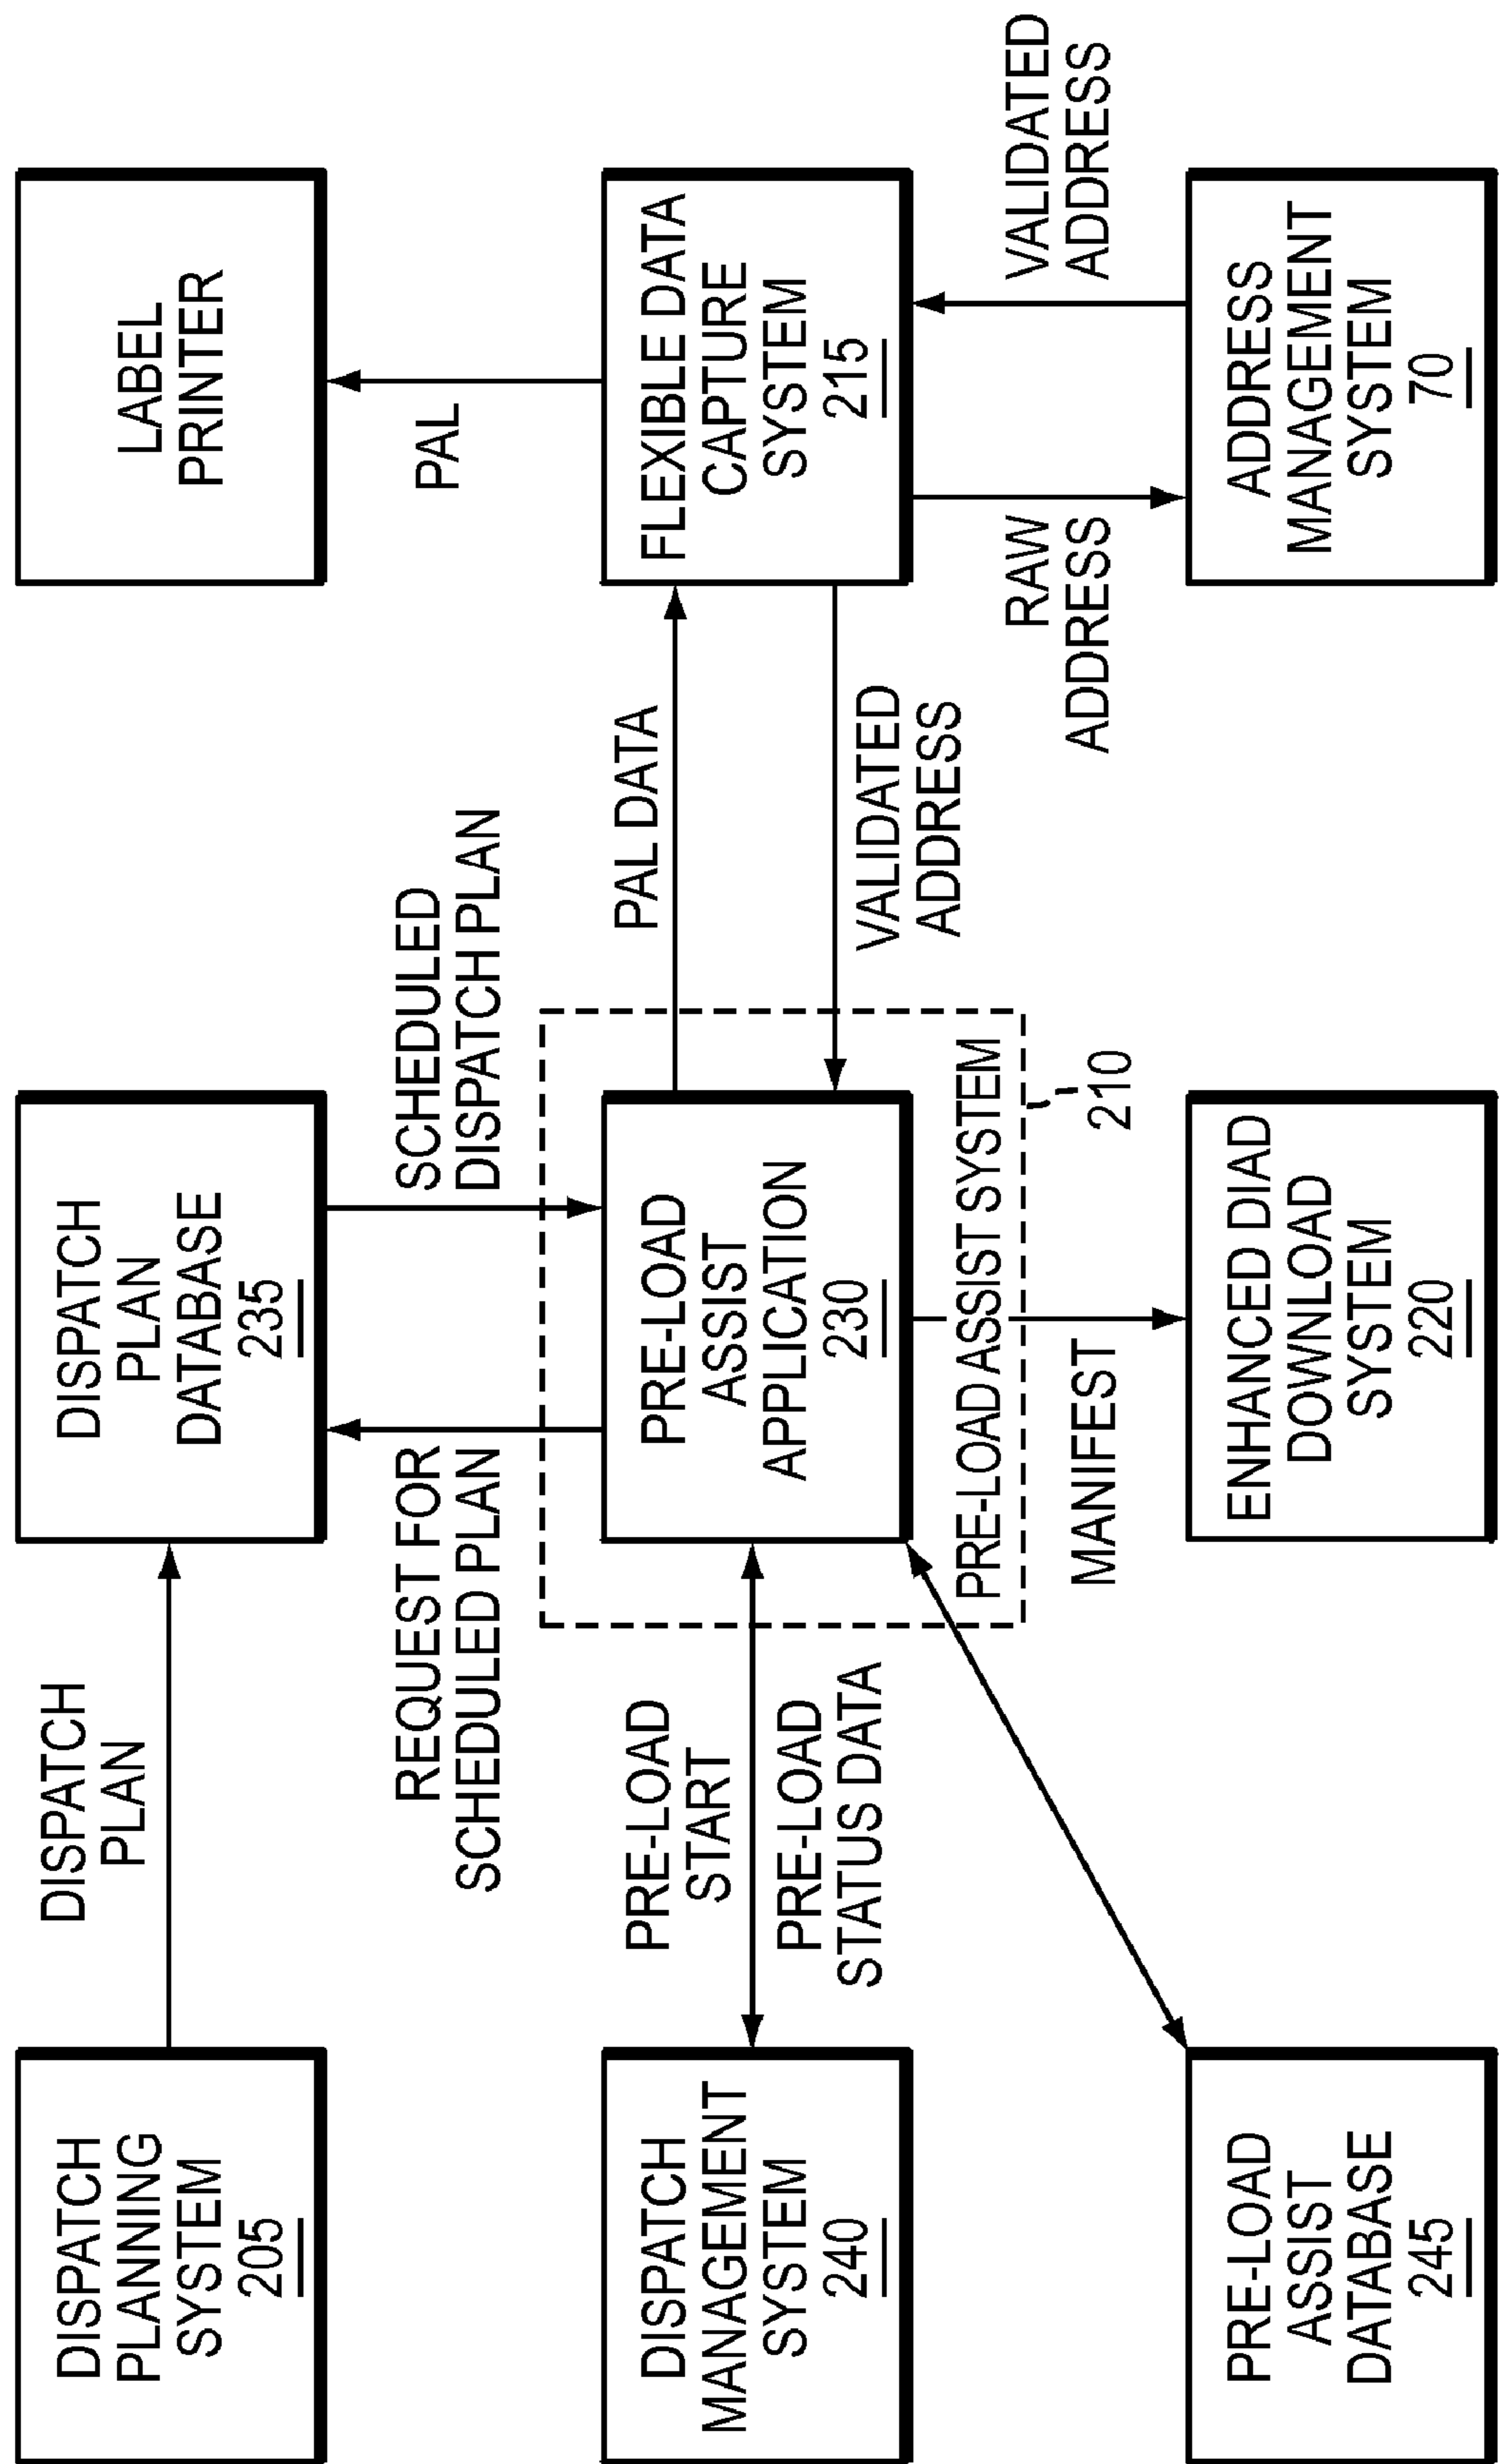 DISPATCH
PLANNING
SYSTEM
205
DISPATCH
PLAN
DISPATCH
PLAN
DATABASE
235
LABEL
PRINTER
REQUEST FOR
SCHEDULED PLAN
SCHEDULED
DISPATCH PLAN
PAL
DISPATCH
MANAGEMENT
SYSTEM
240
PRE-LOAD
START
PRE-LOAD
STATUS DATA
PRE-LOAD
ASSIST
APPLICATION
230
PRE-LOAD ASSIST SYSTEM
210
PAL DATA
VALIDATED
ADDRESS
FLEXIBLE DATA
CAPTURE
SYSTEM
215
MANIFEST
RAW
ADDRESS
VALIDATED
ADDRESS
PRE-LOAD
ASSIST
DATABASE
245
ENHANCED DIAD
DOWNLOAD
SYSTEM
220
ADDRESS
MANAGEMENT
SYSTEM
70